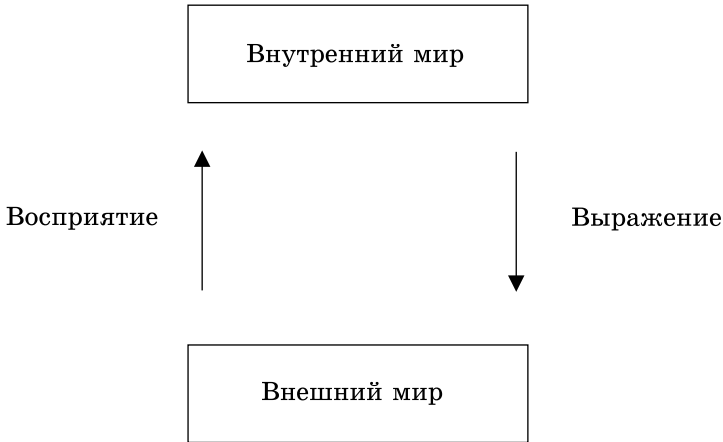 Внутренний мир
Восприятие
Выражение
Внешний мир